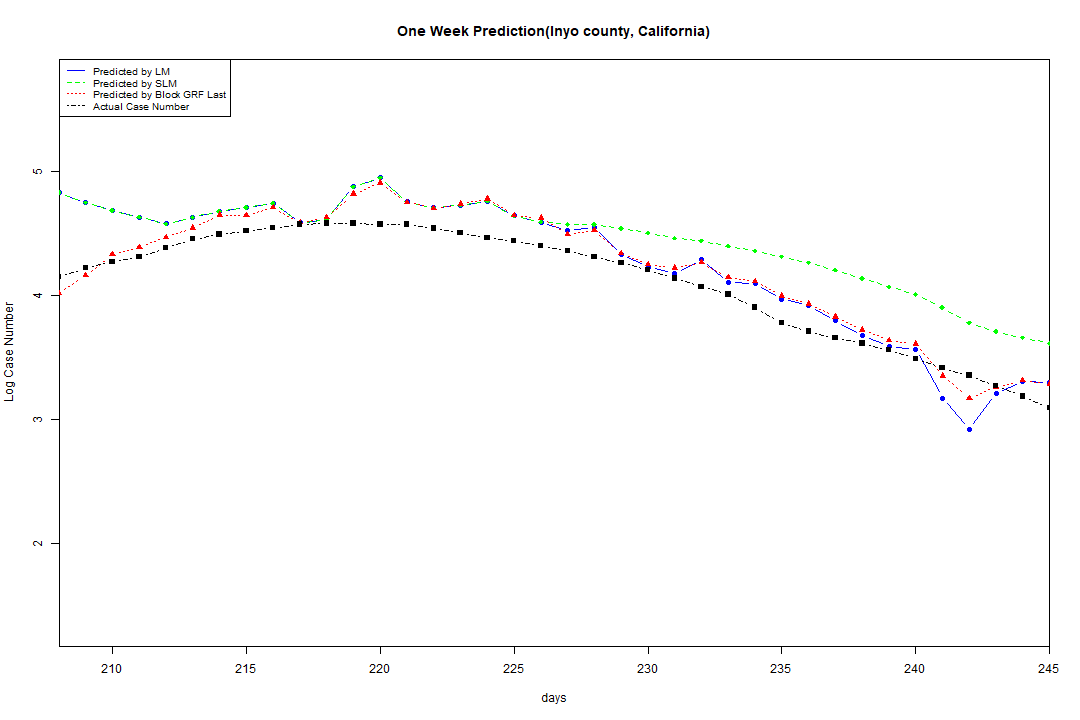 One Week Prediction(Inyo county, California)
Predicted by LM
Predicted by SLM
Predicted by Block GRF Last
Actual Case Number
5
4
3
2
Log Case Number
210 215 220 225 230 235 240 245
days